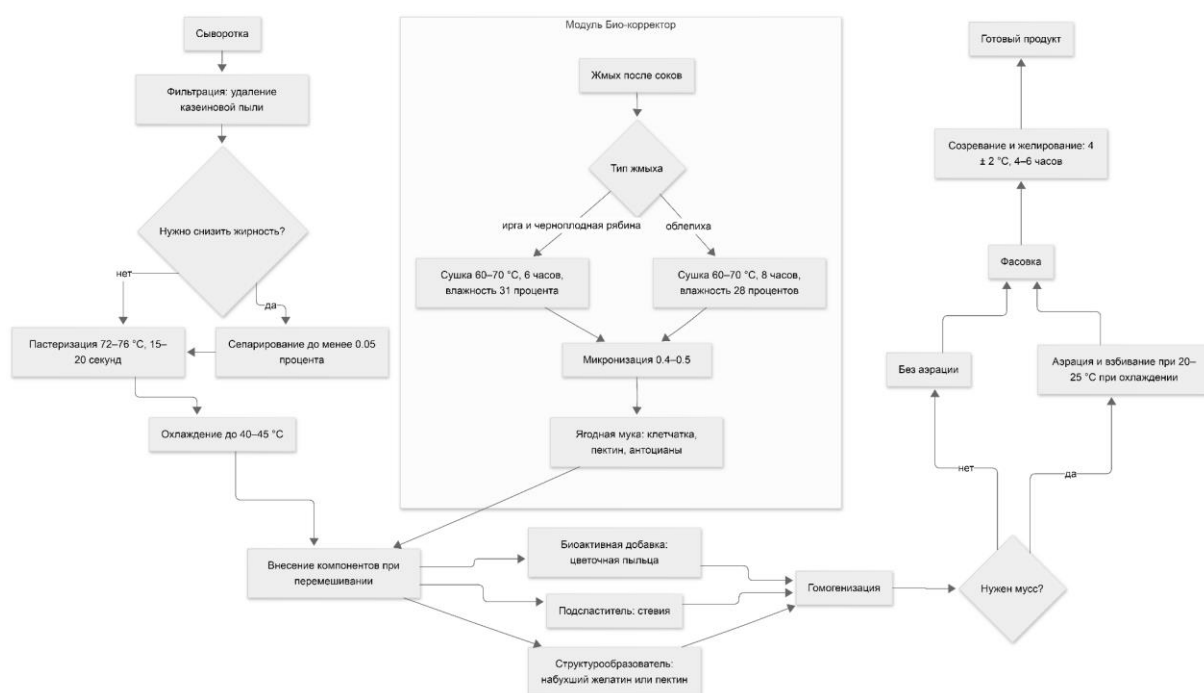 Сыворотка
Фильтрация: удаление
казеиновой пыли
Нужно снизить жирность?
нет
да
Пастеризация 72–76 °C, 15–
20 секунд
Сепарирование до менее 0.05
процента
Охлаждение до 40–45 °C
Модуль Био-корректор
Жмых после соков
Тип жмыха
ирга и черноплодная рябина
облепиха
Сушка 60–70 °C, 6 часов,
влажность 31 процента
Сушка 60–70 °C, 8 часов,
влажность 28 процентов
Микронизация 0.4–0.5
Ягодная мука: клетчатка,
пектин, антоцианы
Внесение компонентов при
перемешивании
Биоактивная добавка:
цветочная пыльца
Подсластитель: стевия
Структурообразователь:
набухший желатин или пектин
Гомогенизация
Нужен мусс?
нет
да
Без аэрации
Аэрация и взбивание при 20–
25 °C при охлаждении
Фасовка
Созревание и желирование: 4
± 2 °C, 4–6 часов
Готовый продукт